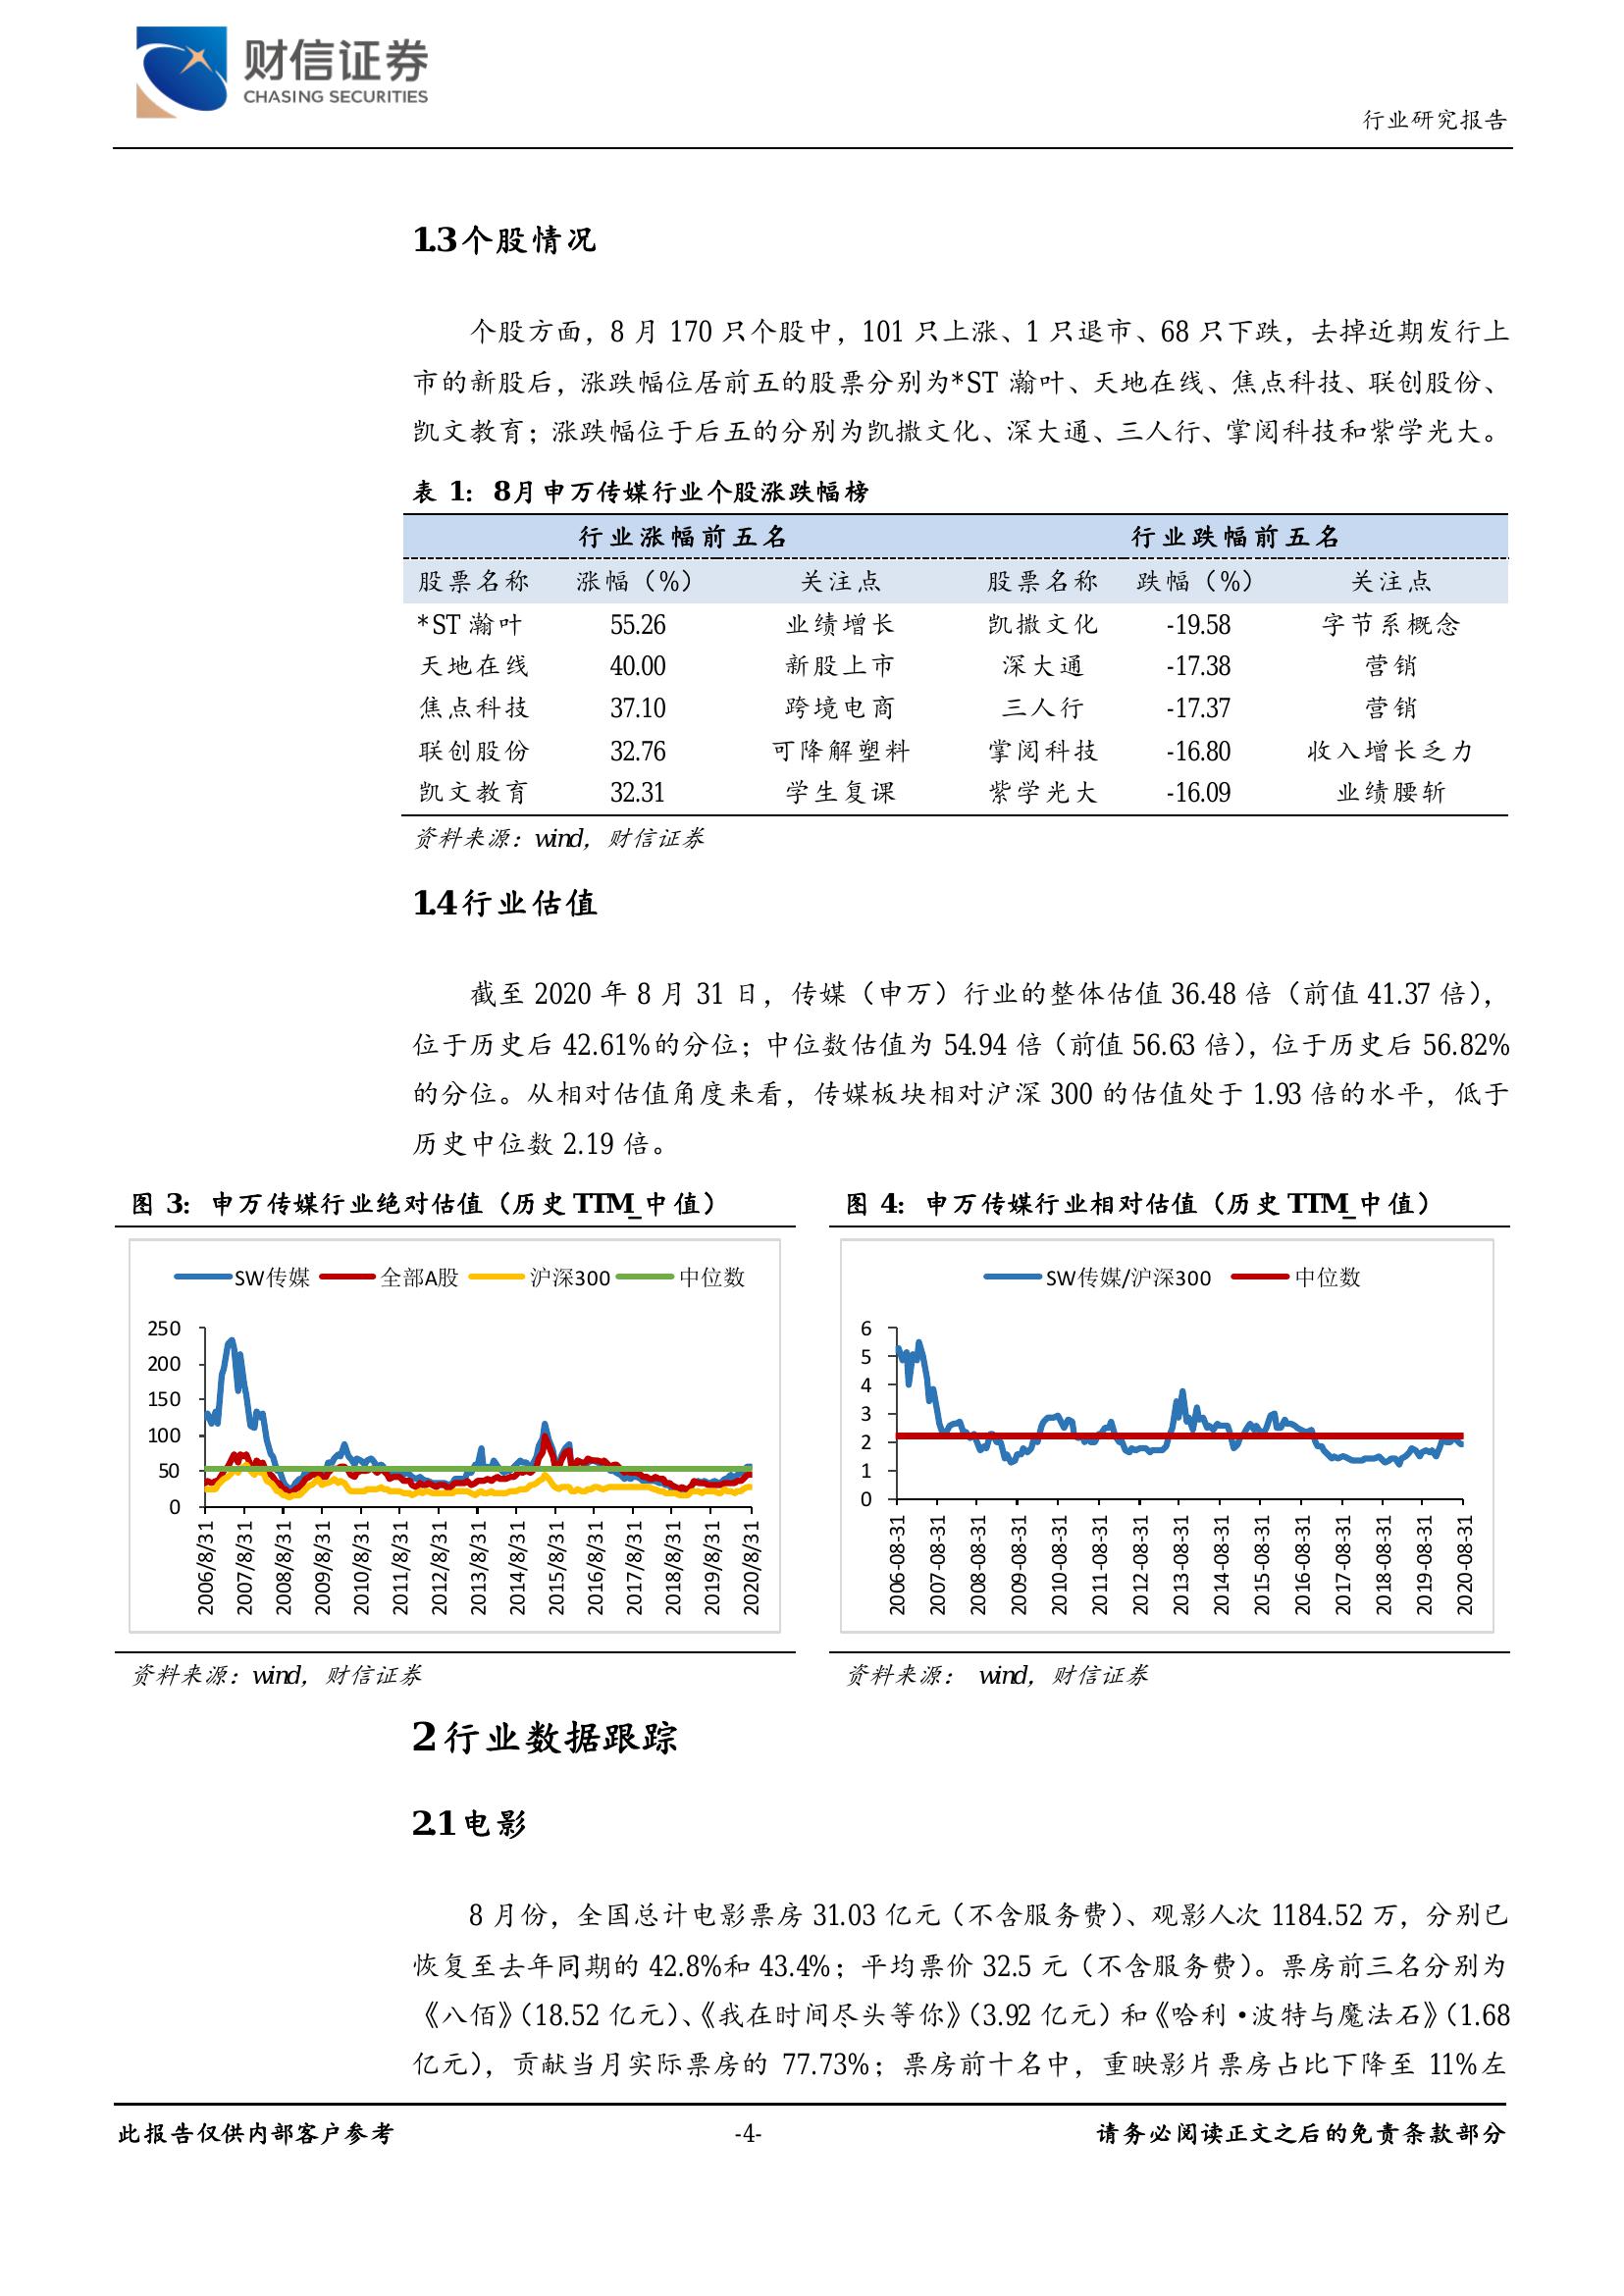 财信证券
CHASING SECURITIES
行业研究报告
1.3个股情况
个股方面，8 月 170 只个股中，101 只上涨、1 只退市、68 只下跌，去掉近期发行上
市的新股后，涨跌幅位居前五的股票分别为*ST 瀚叶、天地在线、焦点科技、联创股份、
凯文教育；涨跌幅位于后五的分别为凯撒文化、深大通、三人行、掌阅科技和紫学光大。
表 1：8月申万传媒行业个股涨跌幅榜
行业涨幅前五名 行业跌幅前五名
股票名称 涨幅（%） 关注点 股票名称 跌幅（%） 关注点
*ST 瀚叶 55.26 业绩增长 凯撒文化 -19.58 字节系概念
天地在线 40.00 新股上市 深大通 -17.38 营销
焦点科技 37.10 跨境电商 三人行 -17.37 营销
联创股份 32.76 可降解塑料 掌阅科技 -16.80 收入增长乏力
凯文教育 32.31 学生复课 紫学光大 -16.09 业绩腰斩
资料来源：wind，财信证券
1.4行业估值
截至 2020 年 8 月 31 日，传媒（申万）行业的整体估值 36.48 倍（前值 41.37 倍），
位于历史后 42.61%的分位；中位数估值为 54.94 倍（前值 56.63 倍），位于历史后 56.82%
的分位。从相对估值角度来看，传媒板块相对沪深 300 的估值处于 1.93 倍的水平，低于
历史中位数 2.19 倍。
图 3：申万传媒行业绝对估值（历史 TTM_中值）
SW传媒 全部A股 沪深300 中位数
250
200
150
100
50
0
2006/8/31
2007/8/31
2008/8/31
2009/8/31
2010/8/31
2011/8/31
2012/8/31
2013/8/31
2014/8/31
2015/8/31
2016/8/31
2017/8/31
2018/8/31
2019/8/31
2020/8/31
资料来源：wind，财信证券
图 4：申万传媒行业相对估值（历史 TTM_中值）
SW传媒/沪深300 中位数
6
5
4
3
2
1
0
2006-08-31
2007-08-31
2008-08-31
2009-08-31
2010-08-31
2011-08-31
2012-08-31
2013-08-31
2014-08-31
2015-08-31
2016-08-31
2017-08-31
2018-08-31
2019-08-31
2020-08-31
资料来源： wind，财信证券
2行业数据跟踪
2.1电影
8 月份，全国总计电影票房 31.03 亿元（不含服务费）、观影人次 1184.52 万，分别已
恢复至去年同期的 42.8%和 43.4%；平均票价 32.5 元（不含服务费）。票房前三名分别为
《八佰》（18.52 亿元）、《我在时间尽头等你》（3.92 亿元）和《哈利·波特与魔法石》（1.68
亿元），贡献当月实际票房的 77.73%；票房前十名中，重映影片票房占比下降至 11%左
此报告仅供内部客户参考 -4- 请务必阅读正文之后的免责条款部分